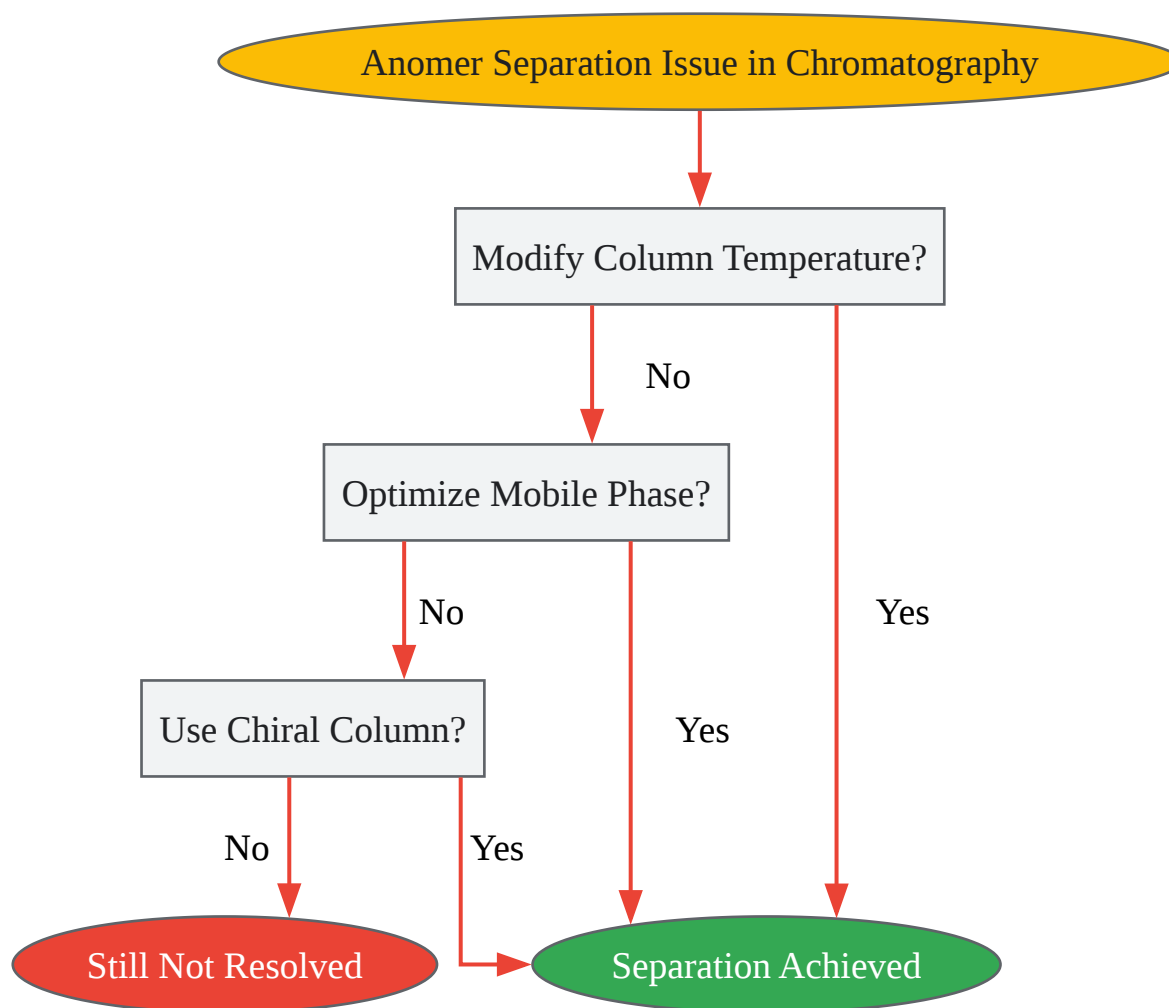 Anomer Separation Issue in Chromatography
Modify Column Temperature?
No
Optimize Mobile Phase?
No
Yes
Use Chiral Column?
Yes
No
Yes
Still Not Resolved
Separation Achieved